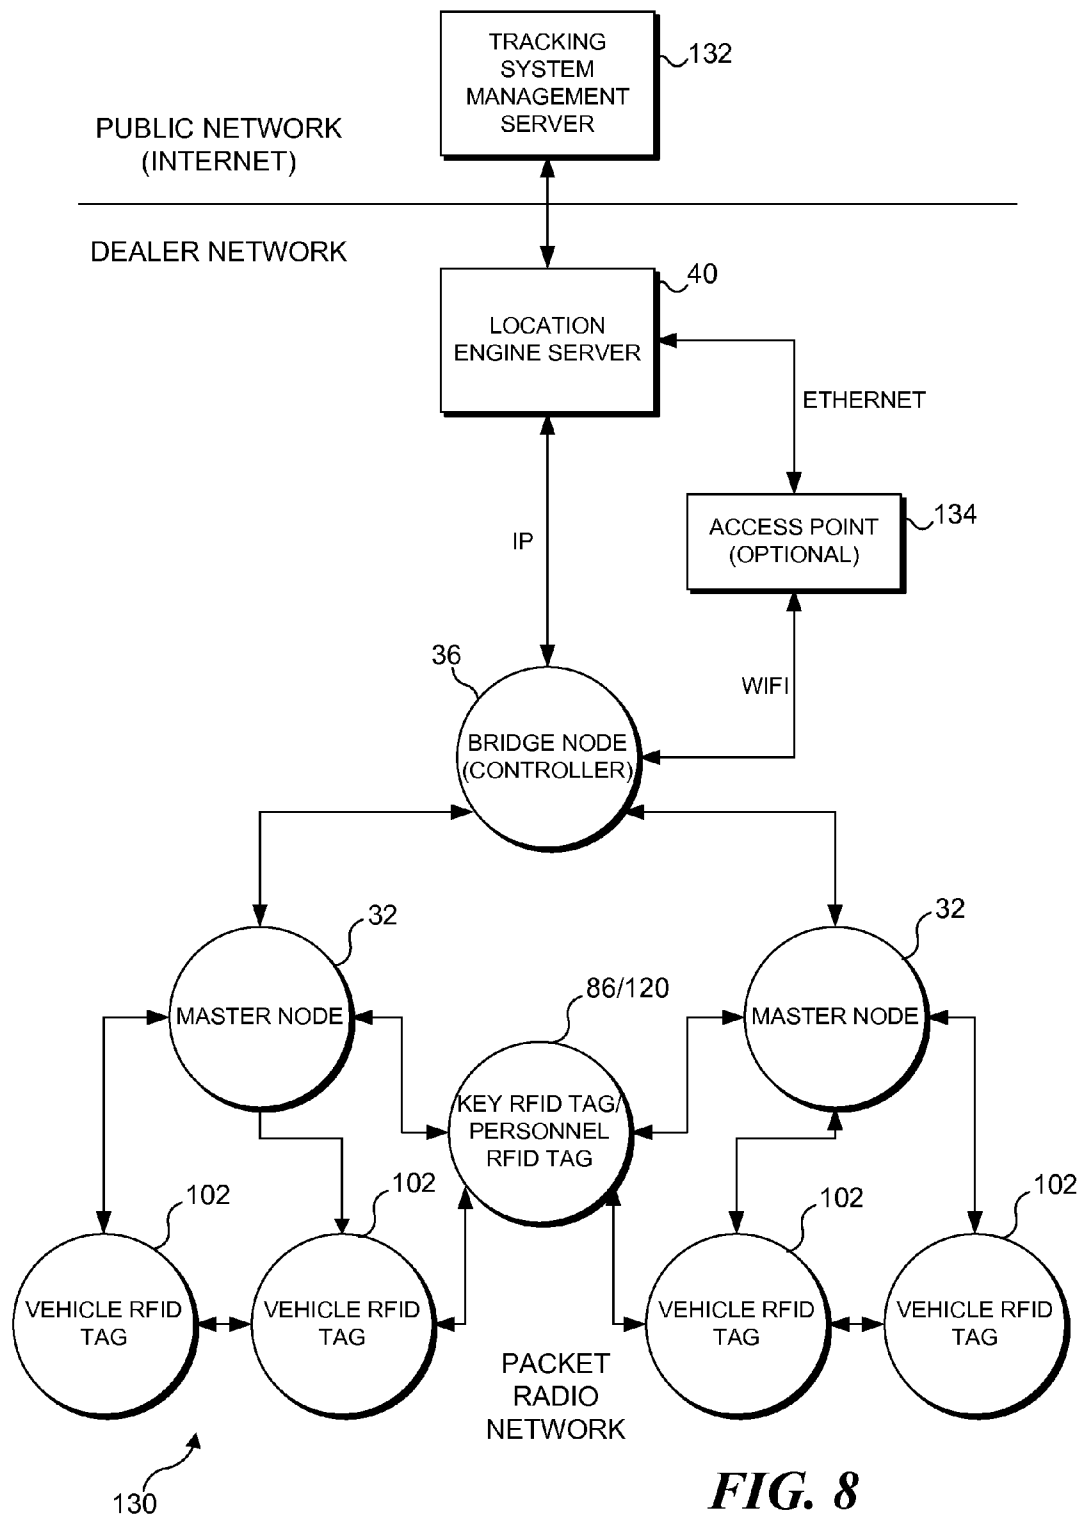 TRACKING
SYSTEM
MANAGEMENT
SERVER
132
PUBLIC NETWORK
(INTERNET)
DEALER NETWORK
40
LOCATION
ENGINE SERVER
ETHERNET
134
ACCESS POINT
(OPTIONAL)
IP
36
WIFI
BRIDGE NODE
(CONTROLLER)
32
32
86/120
MASTER NODE
MASTER NODE
KEY RFID TAG/
PERSONNEL
RFID TAG
102
102
102
102
VEHICLE RFID
TAG
VEHICLE RFID
TAG
VEHICLE RFID
TAG
VEHICLE RFID
TAG
PACKET
RADIO
NETWORK
130
FIG. 8